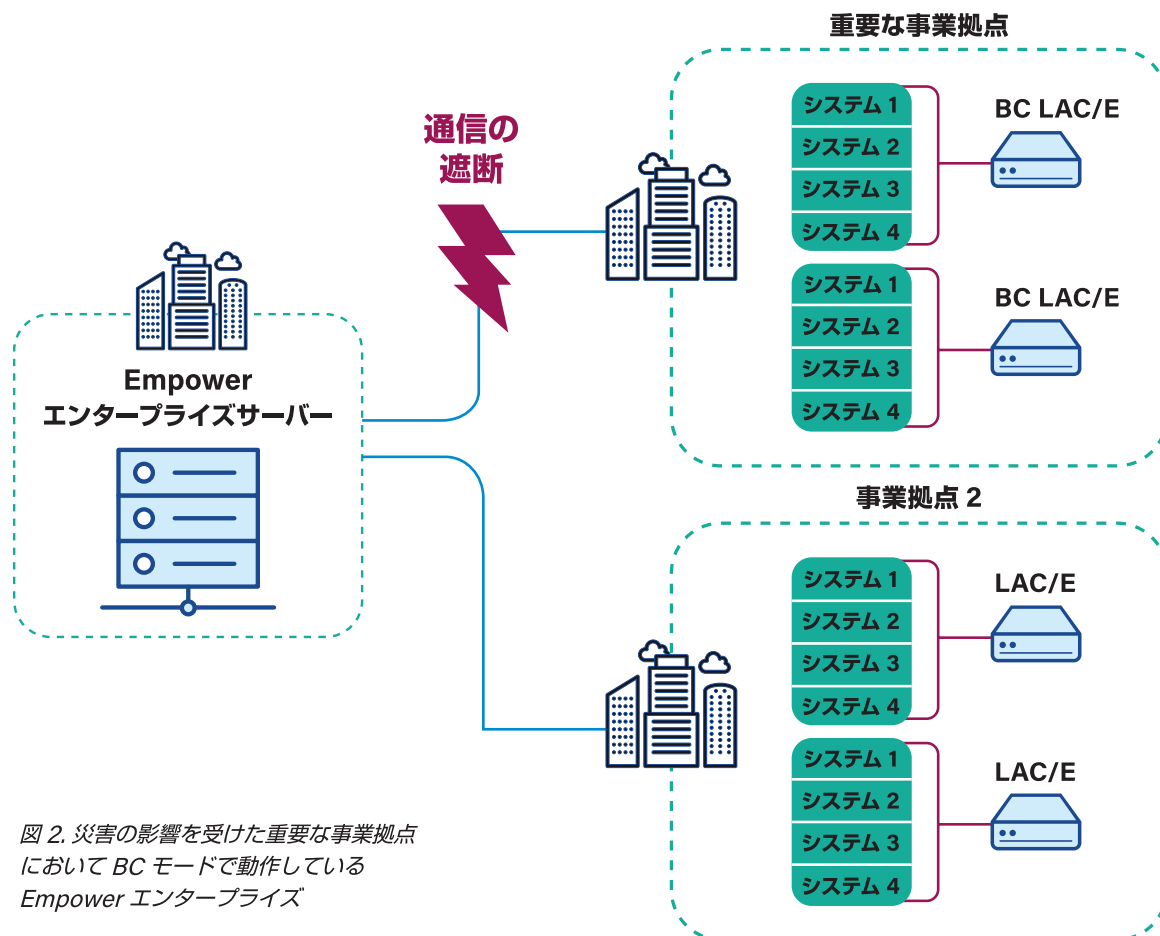 重要な事業拠点
システム 1
システム 2
システム 3
システム 4
BC LAC/E
システム 1
システム 2
システム 3
システム 4
BC LAC/E
通信の
遮断
Empower
エンタープライズサーバー
事業拠点 2
システム 1
システム 2
システム 3
システム 4
LAC/E
システム 1
システム 2
システム 3
システム 4
LAC/E
図 2. 災害の影響を受けた重要な事業拠点
において BC モードで動作している
Empower エンタープライズ